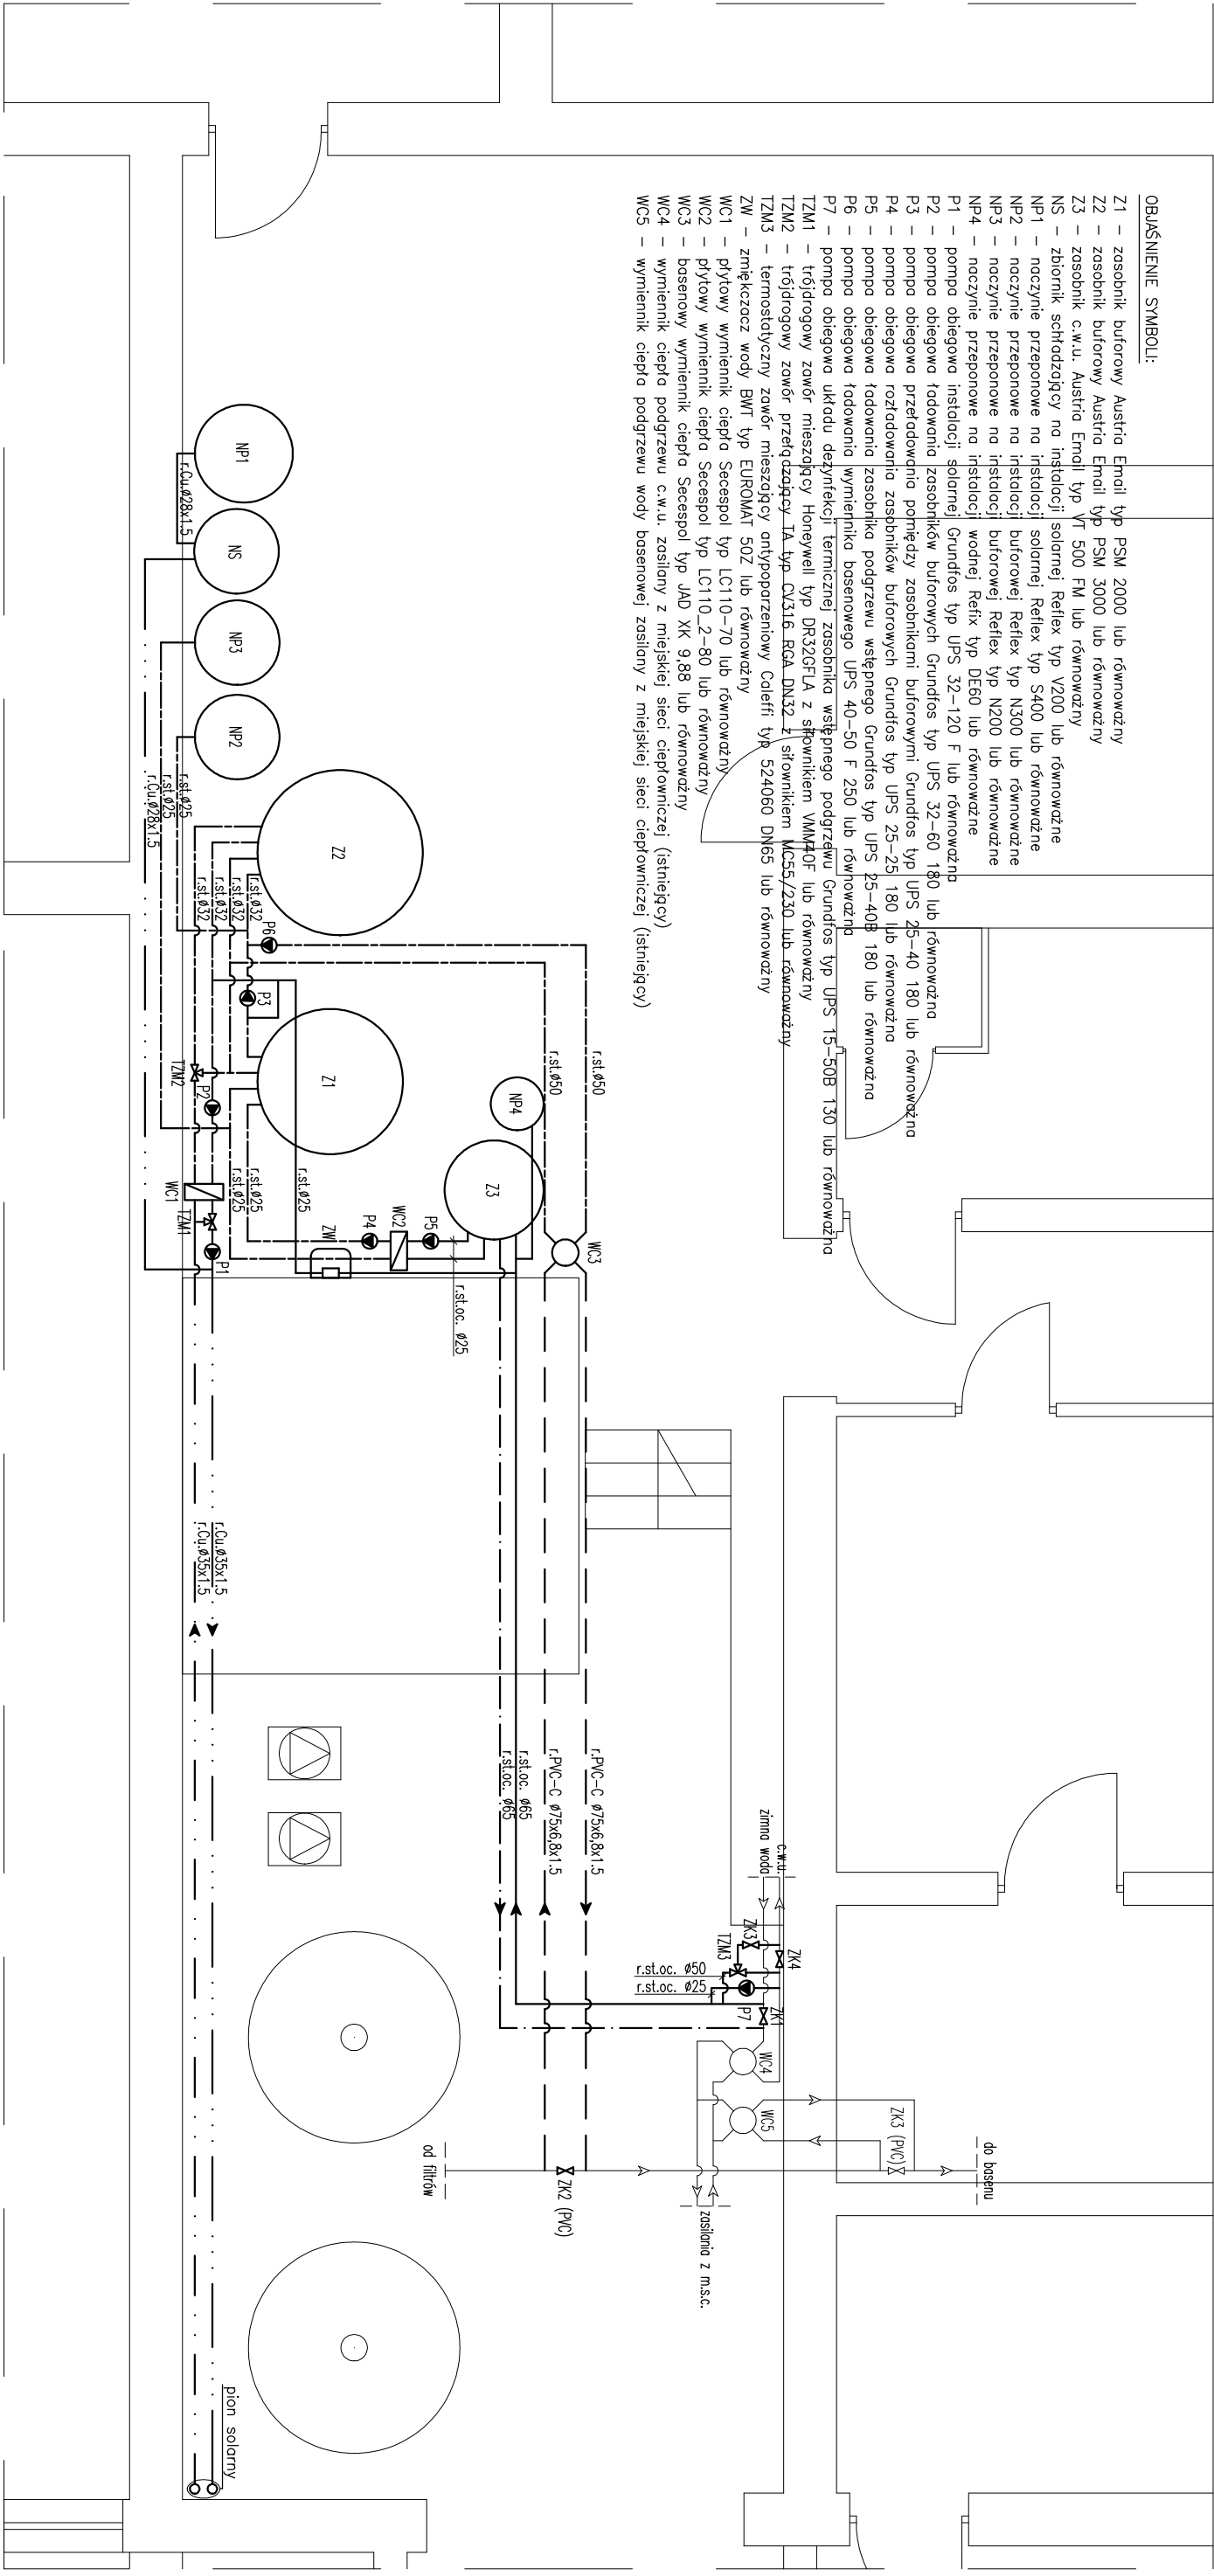 OBJAŚNIENIE SYMBOLI:
Z1 – zasobnik buforowy Austria Email typ PSM 2000 lub równoważny
Z2 – zasobnik buforowy Austria Email typ PSM 3000 lub równoważny
Z3 – zasobnik c.w.u. Austria Email typ VT 500 FM lub równoważny
NS – zbiornik schładzający na instalacji solarnej Reflex typ V200 lub równoważne
NP1 – naczynie przeponowe na instalacji solarnej Reflex typ S400 lub równoważne
NP2 – naczynie przeponowe na instalacji buforowej Reflex typ N300 lub równoważne
NP3 – naczynie przeponowe na instalacji buforowej Reflex typ N200 lub równoważne
NP4 – naczynie przeponowe na instalacji wodnej Refix typ DE60 lub równoważne
P1 – pompa obiegowa instalacji solarnej Grundfos typ UPS 32-120 F lub równoważna
P2 – pompa obiegowa ładowania zasobników buforowych Grundfos typ UPS 32-60 180 lub równoważna
P3 – pompa obiegowa przeładowania pomiędzy zasobnikami buforowymi Grundfos typ UPS 25-40 180 lub równoważna
P4 – pompa obiegowa rozładowania zasobników buforowych Grundfos typ UPS 25-25 180 lub równoważna
P5 – pompa obiegowa ładowania zasobnika podgrzewu wstępnego Grundfos typ UPS 25-40B 180 lub równoważna
P6 – pompa obiegowa ładowania wymiennika basenowego UPS 40-50 F 250 lub równoważna
P7 – pompa obiegowa układu dezynfekcji termicznej zasobnika wstępnego podgrzewu Grundfos typ UPS 15-50B 130 lub równoważna
TZM1 – trójdrogowy zawór mieszający Honeywell typ DR32GFLA z siłownikiem VMM40F lub równoważny
TZM2 – trójdrogowy zawór przełączający TA typ CV316 RGA DN32 z siłownikiem MC55/230 lub równoważny
TZM3 – termostatyczny zawór mieszający antypoparzeniowy Caleffi typ 524060 DN65 lub równoważny
ZW – zmiękczacz wody BWT typ EUROMAT 50Z lub równoważny
WC1 – płytowy wymiennik ciepła Secespol typ LC110-70 lub równoważny
WC2 – płytowy wymiennik ciepła Secespol typ LC110_2-80 lub równoważny
WC3 – basenowy wymiennik ciepła Secespol typ JAD XK 9,88 lub równoważny
WC4 – wymiennik ciepła podgrzewu c.w.u. zasilany z miejskiej sieci ciepłowniczej (istniejący)
WC5 – wymiennik ciepła podgrzewu wody basenowej zasilany z miejskiej sieci ciepłowniczej (istniejący)
NP1
r.Cu.ø28x1.5
NS
NP3
NP2
r.st.ø25
r.st.ø25
r.Cu.ø28x1.5
Z2
r.st.ø32
r.st.ø32
r.st.ø32
r.st.ø32
P6
P3
Z1
TZM2
P2
NP4
Z3
r.st.ø50
r.st.ø50
r.st.ø25
r.st.ø25
r.st.ø25
WC1
TZM1
P1
ZW
P4
WC2
P5
r.st.oc. ø25
WC3
r.Cu.ø35x1.5
r.Cu.ø35x1.5
r.PVC-C ø75x6,8x1.5
r.PVC-C ø75x6,8x1.5
r.st.oc. ø65
r.st.oc. ø65
c.w.u.
zimna woda
ZK3
ZK4
TZM3
r.st.oc. ø50
r.st.oc. ø25
P7
ZK1
WC4
WC5
ZK3 (PVC)
do basenu
od filtrów
ZK2 (PVC)
zasilania z m.s.c.
pion solarny